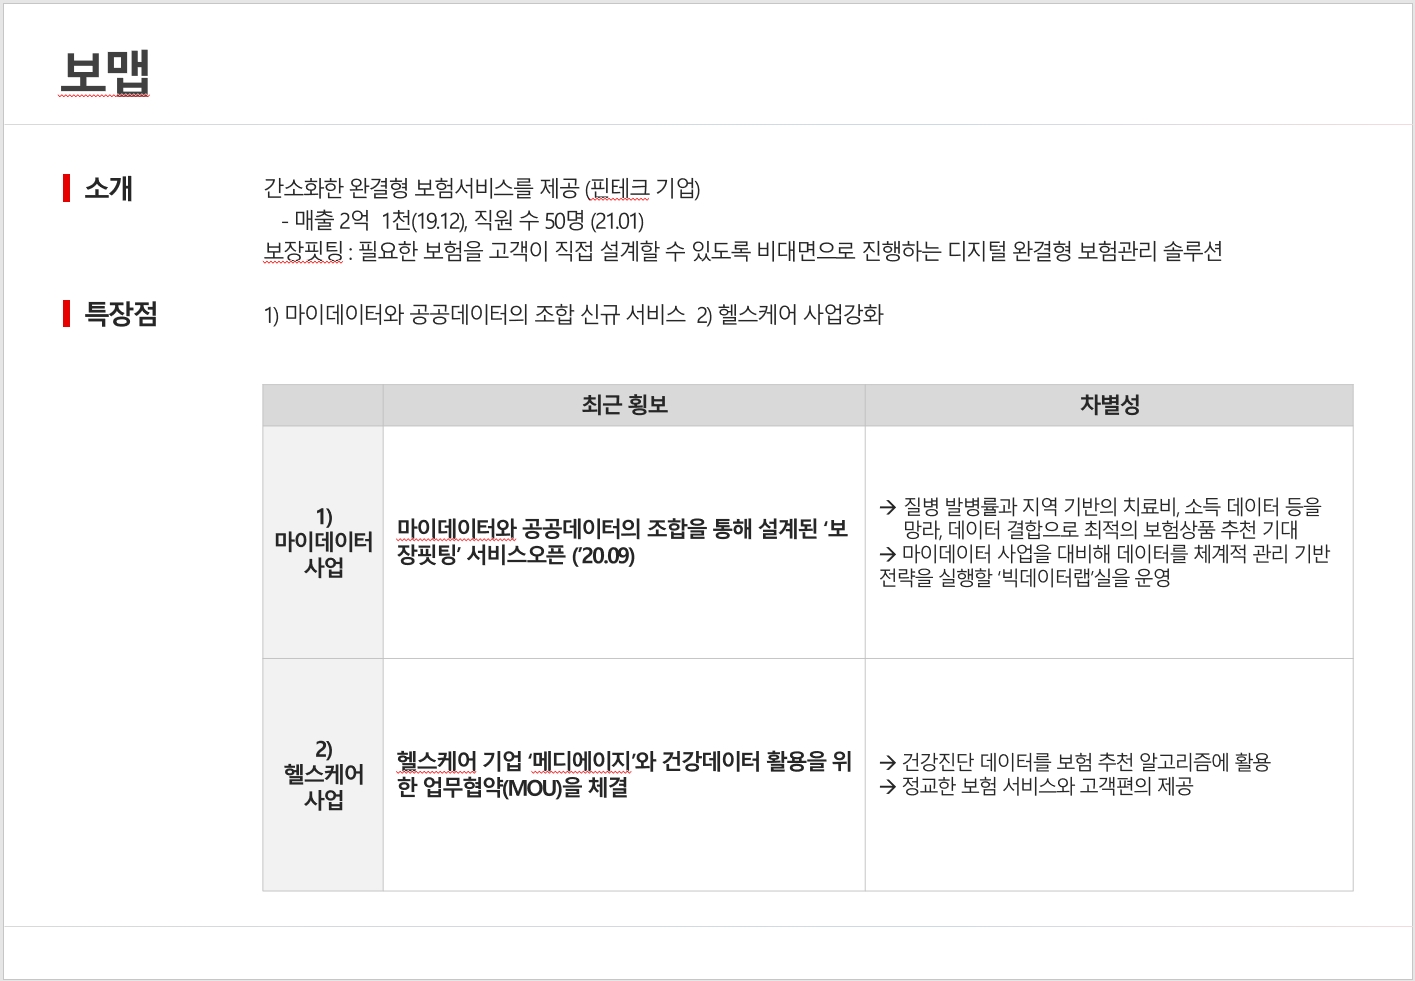 보맵
소개
간소화한 완결형 보험서비스를 제공 (핀테크 기업)
- 매출 2억  1천(19.12), 직원 수 50명 (21.01)
보장핏팅 : 필요한 보험을 고객이 직접 설계할 수 있도록 비대면으로 진행하는 디지털 완결형 보험관리 솔루션
특장점
1) 마이데이터와 공공데이터의 조합 신규 서비스  2) 헬스케어 사업강화
최근 횡보
차별성
1)
마이데이터
사업
마이데이터와 공공데이터의 조합을 통해 설계된 ‘보
장핏팅’ 서비스오픈 (’20.09)
→ 질병 발병률과 지역 기반의 치료비, 소득 데이터 등을
망라, 데이터 결합으로 최적의 보험상품 추천 기대
→ 마이데이터 사업을 대비해 데이터를 체계적 관리 기반
전략을 실행할 ‘빅데이터랩’실을 운영
2)
헬스케어
사업
헬스케어 기업 ‘메디에이지’와 건강데이터 활용을 위
한 업무협약(MOU)을 체결
→ 건강진단 데이터를 보험 추천 알고리즘에 활용
→ 정교한 보험 서비스와 고객편의 제공